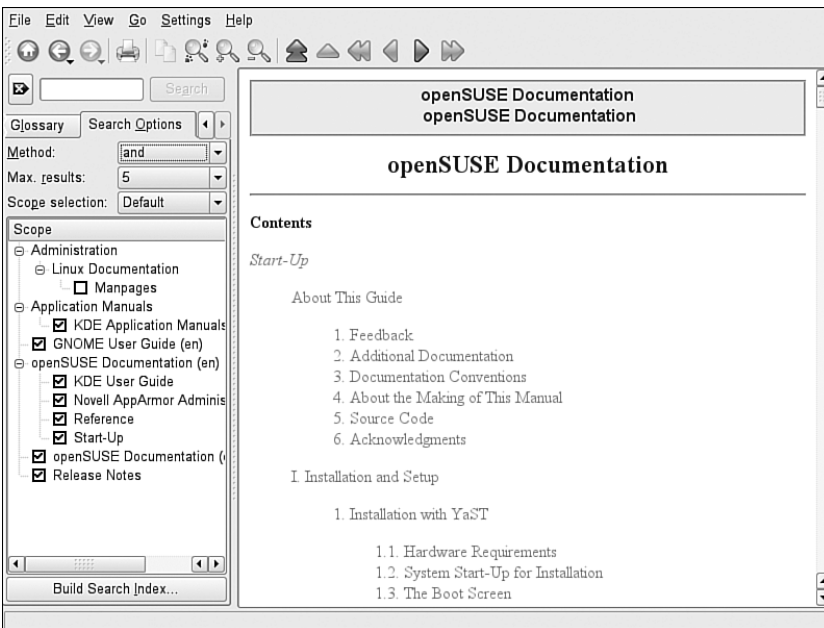 File Edit View Go Settings Help
Search
Glossary Search Options
Method: and
Max. results: 5
Scope selection: Default
Scope
Administration
Linux Documentation
Manpages
Application Manuals
KDE Application Manuals
GNOME User Guide (en)
openSUSE Documentation (en)
KDE User Guide
Novell AppArmor Adminis
Reference
Start-Up
openSUSE Documentation (
Release Notes
Build Search Index...
openSUSE Documentation
openSUSE Documentation
openSUSE Documentation
Contents
Start-Up
About This Guide
1. Feedback
2. Additional Documentation
3. Documentation Conventions
4. About the Making of This Manual
5. Source Code
6. Acknowledgments
I. Installation and Setup
1. Installation with YaST
1.1. Hardware Requirements
1.2. System Start-Up for Installation
1.3. The Boot Screen